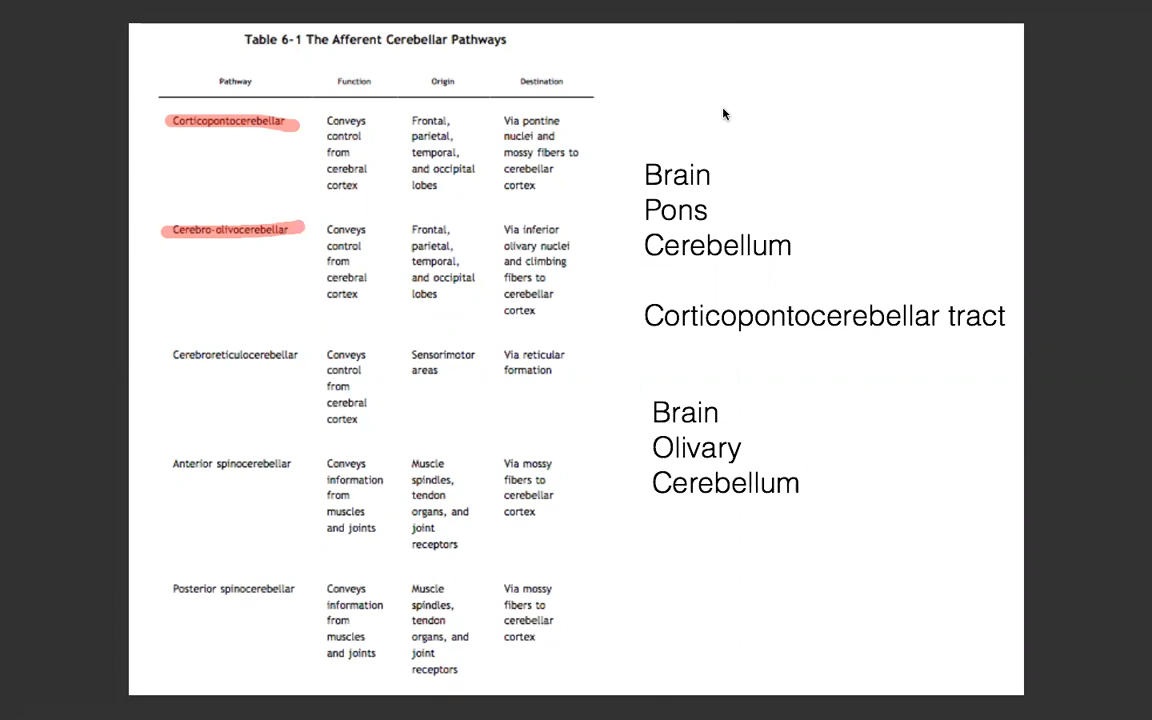 Table 6-1 The Afferent Cerebellar Pathways
Pathway Function Origin Destination
Corticopontocerebellar Conveys Frontal, Via pontine
control parietal, nuclei and
from temporal, mossy fibers to
cerebral and occipital cerebellar
cortex lobes cortex
Cerebro-olivocerebellar Conveys Frontal, Via inferior
control parietal, olivary nuclei
from temporal, and climbing
cerebral and occipital fibers to
cortex lobes cerebellar
cortex
Cerebroreticulocerebellar Conveys Sensorimotor Via reticular
control areas formation
from
cerebral
cortex
Anterior spinocerebellar Conveys Muscle Via mossy
information spindles, fibers to
from tendon cerebellar
muscles organs, and cortex
and joints joint
receptors
Posterior spinocerebellar Conveys Muscle Via mossy
information spindles, fibers to
from tendon cerebellar
muscles organs, and cortex
and joints joint
receptors
Brain
Pons
Cerebellum
Corticopontocerebellar tract
Brain
Olivary
Cerebellum